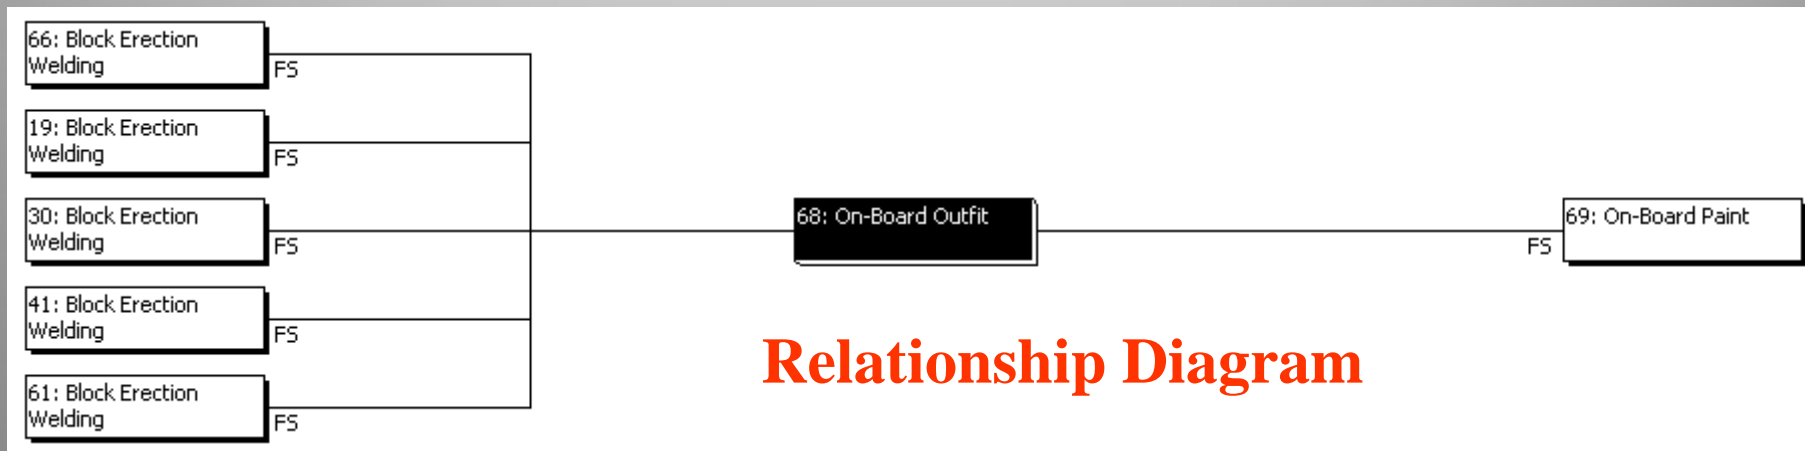 66: Block Erection
Welding
FS
19: Block Erection
Welding
FS
30: Block Erection
Welding
FS
41: Block Erection
Welding
FS
61: Block Erection
Welding
FS
68: On-Board Outfit
FS
69: On-Board Paint
Relationship Diagram